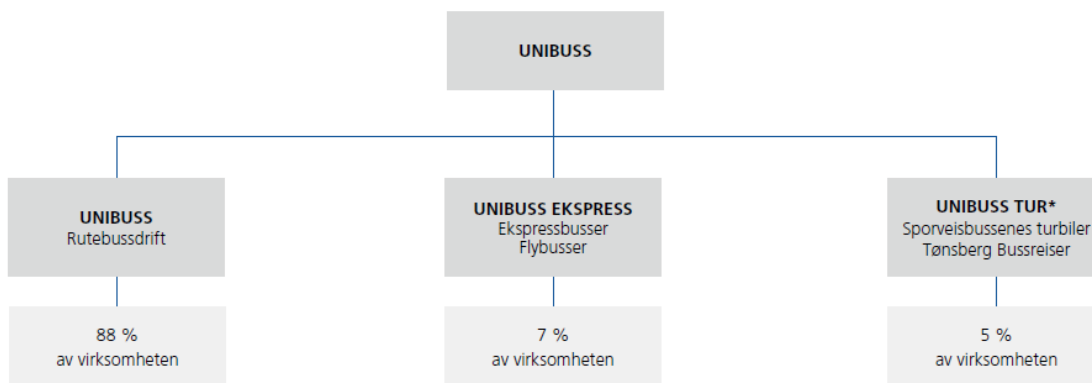 UNIBUSS
UNIBUSS
Rutebussdrift
UNIBUSS EKSPRESS
Ekspressbusser
Flybusser
UNIBUSS TUR*
Sporveisbussenes turbiler
Tønsberg Bussreiser
88 %
av virksomheten
7 %
av virksomheten
5 %
av virksomheten